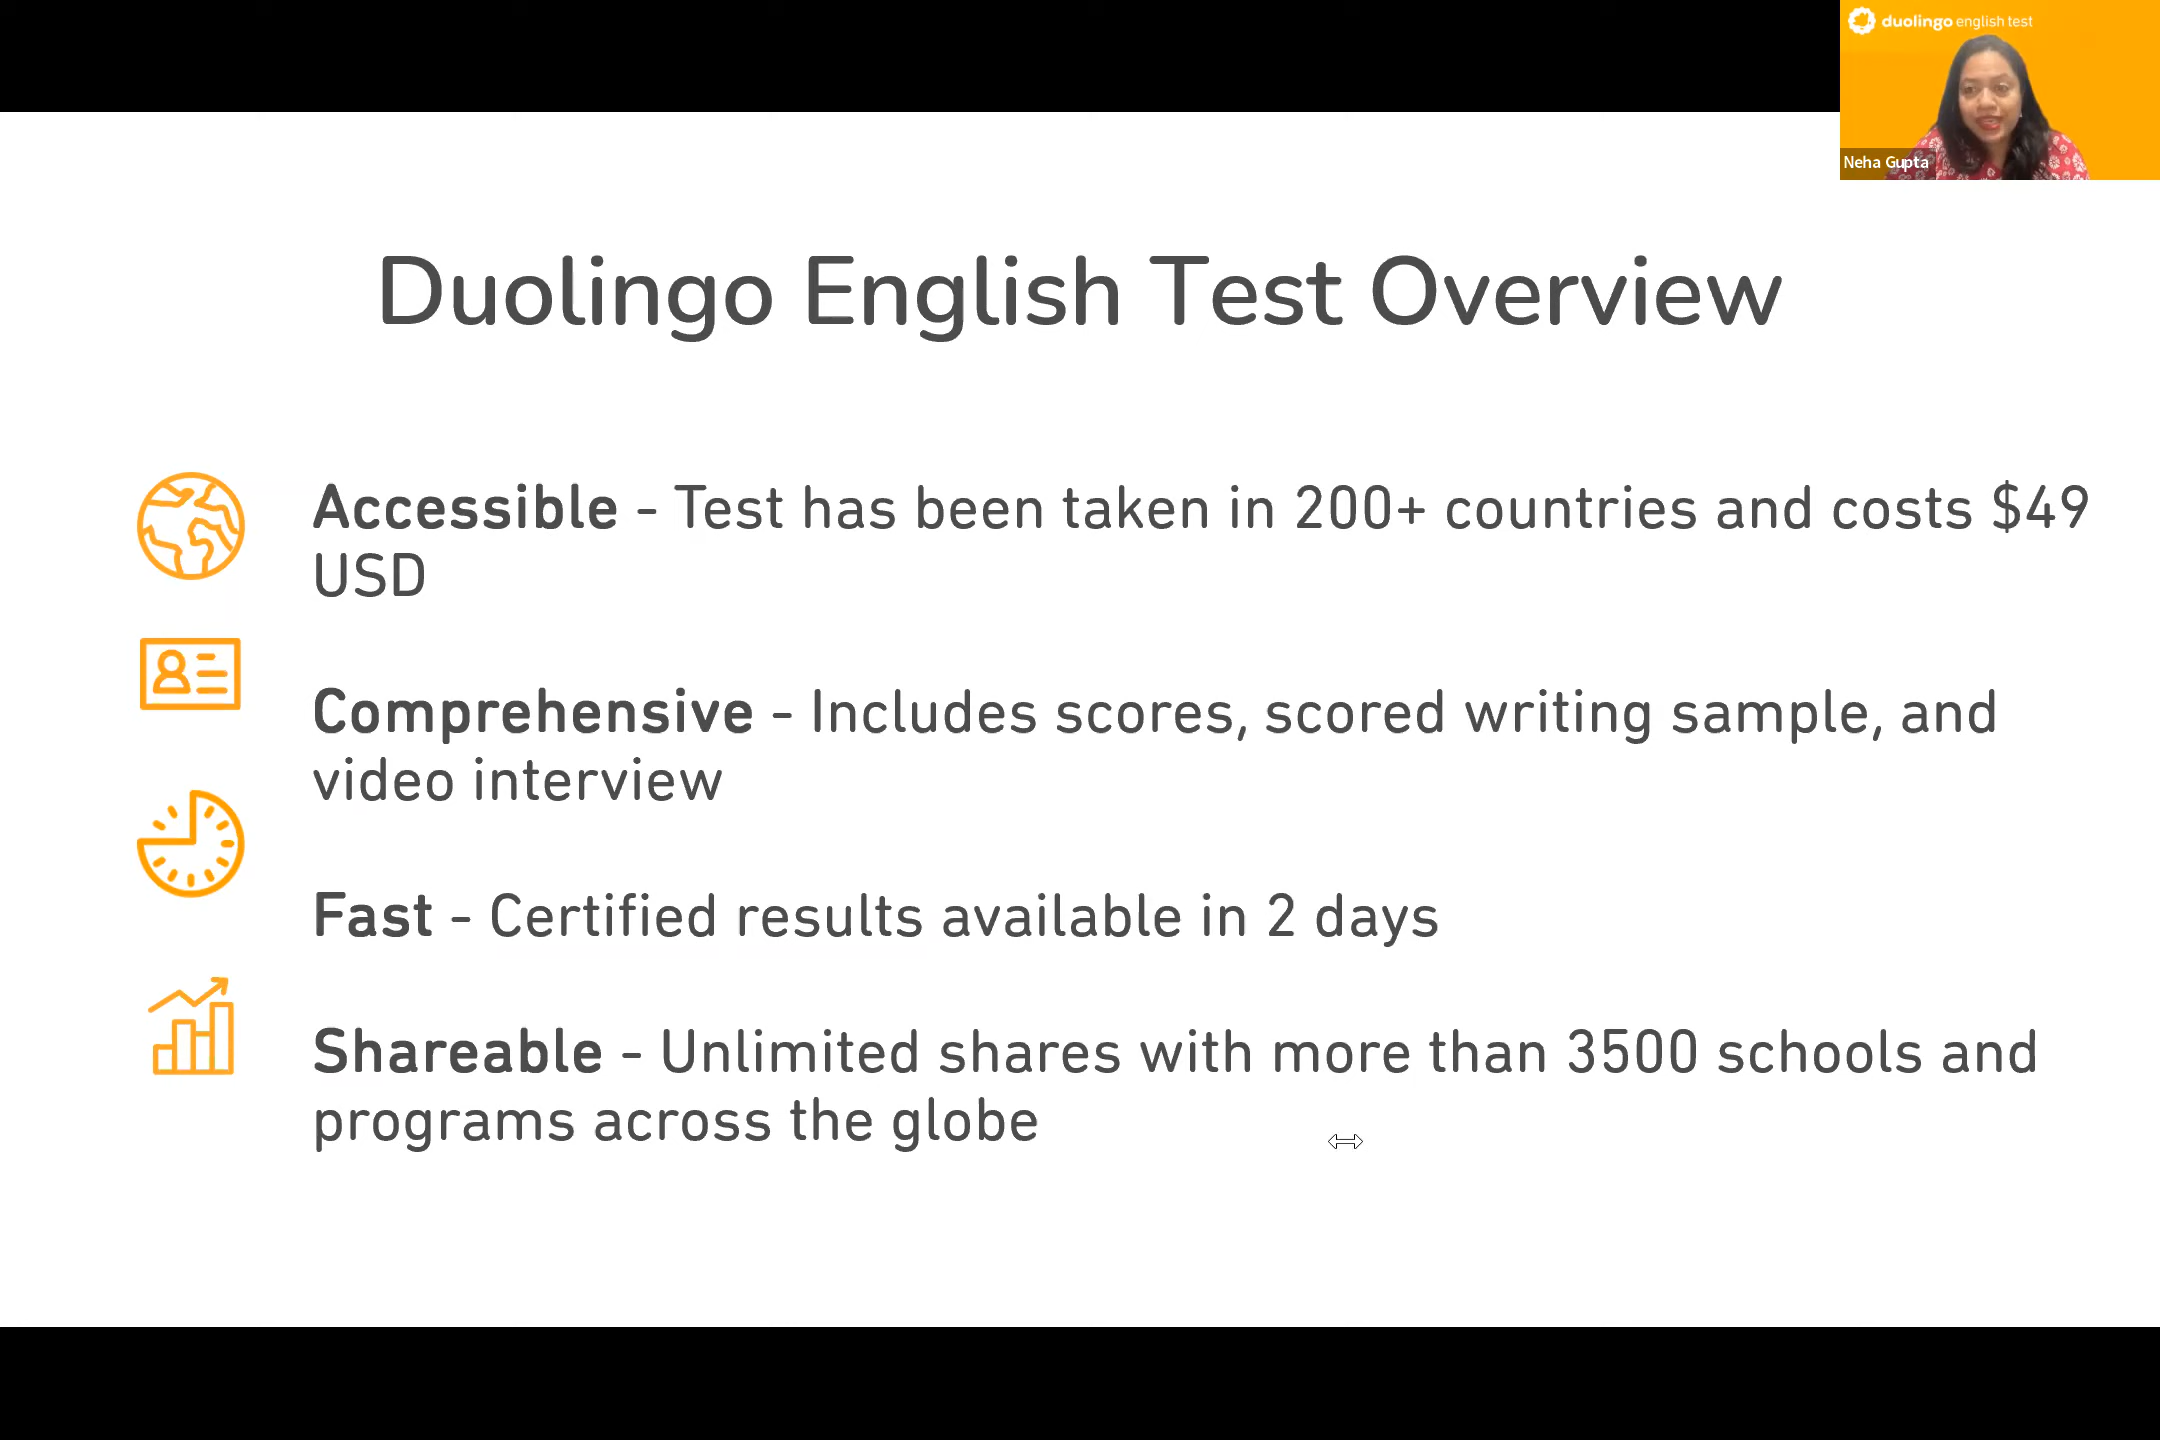 duolingo english test
Neha Gupta
Duolingo English Test Overview
Accessible - Test has been taken in 200+ countries and costs $49
USD
Comprehensive - Includes scores, scored writing sample, and
video interview
Fast - Certified results available in 2 days
Shareable - Unlimited shares with more than 3500 schools and
programs across the globe